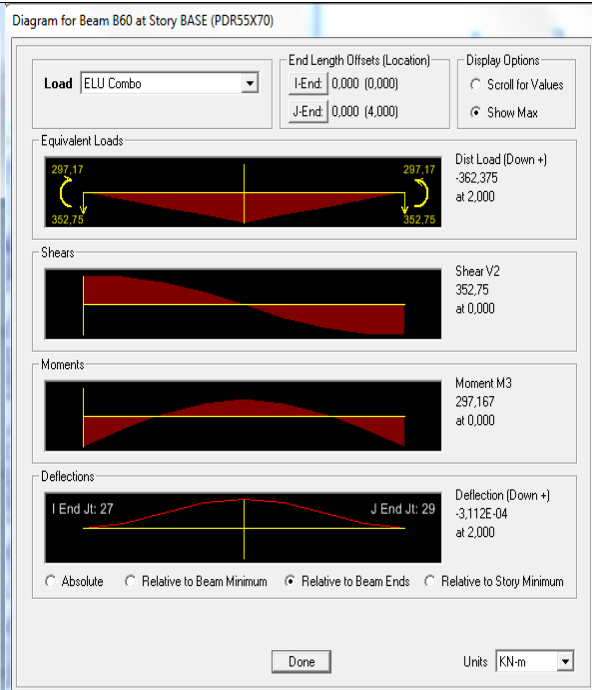 Diagram for Beam B60 at Story BASE (PDR55X70)
Load ELU Combo
End Length Offsets (Location)
I-End: 0,000 (0,000)
J-End: 0,000 (4,000)
Display Options
Scroll for Values
Show Max
Equivalent Loads
297,17 297,17
352,75 352,75
Dist Load (Down +)
-362,375
at 2,000
Shears
Shear V2
352,75
at 0,000
Moments
Moment M3
297,167
at 0,000
Deflections
I End Jt: 27 J End Jt: 29
Deflection (Down +)
-3,112E-04
at 2,000
Absolute Relative to Beam Minimum Relative to Beam Ends Relative to Story Minimum
Done Units KN-m